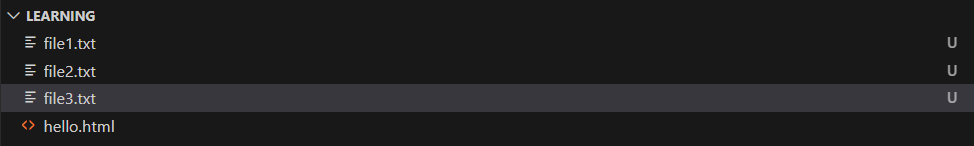 LEARNING
file1.txt U
file2.txt U
file3.txt U
hello.html